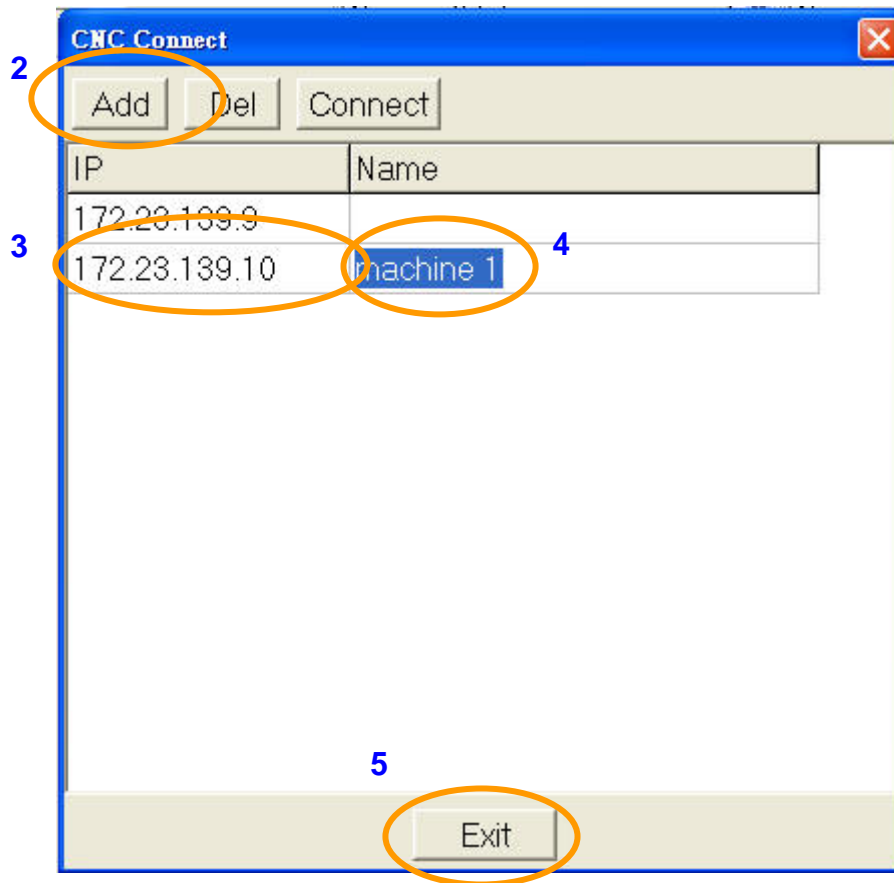 CNC Connect
2
Add Del Connect
IP Name
172.23.139.9
3 172.23.139.10 machine 1 4
5
Exit